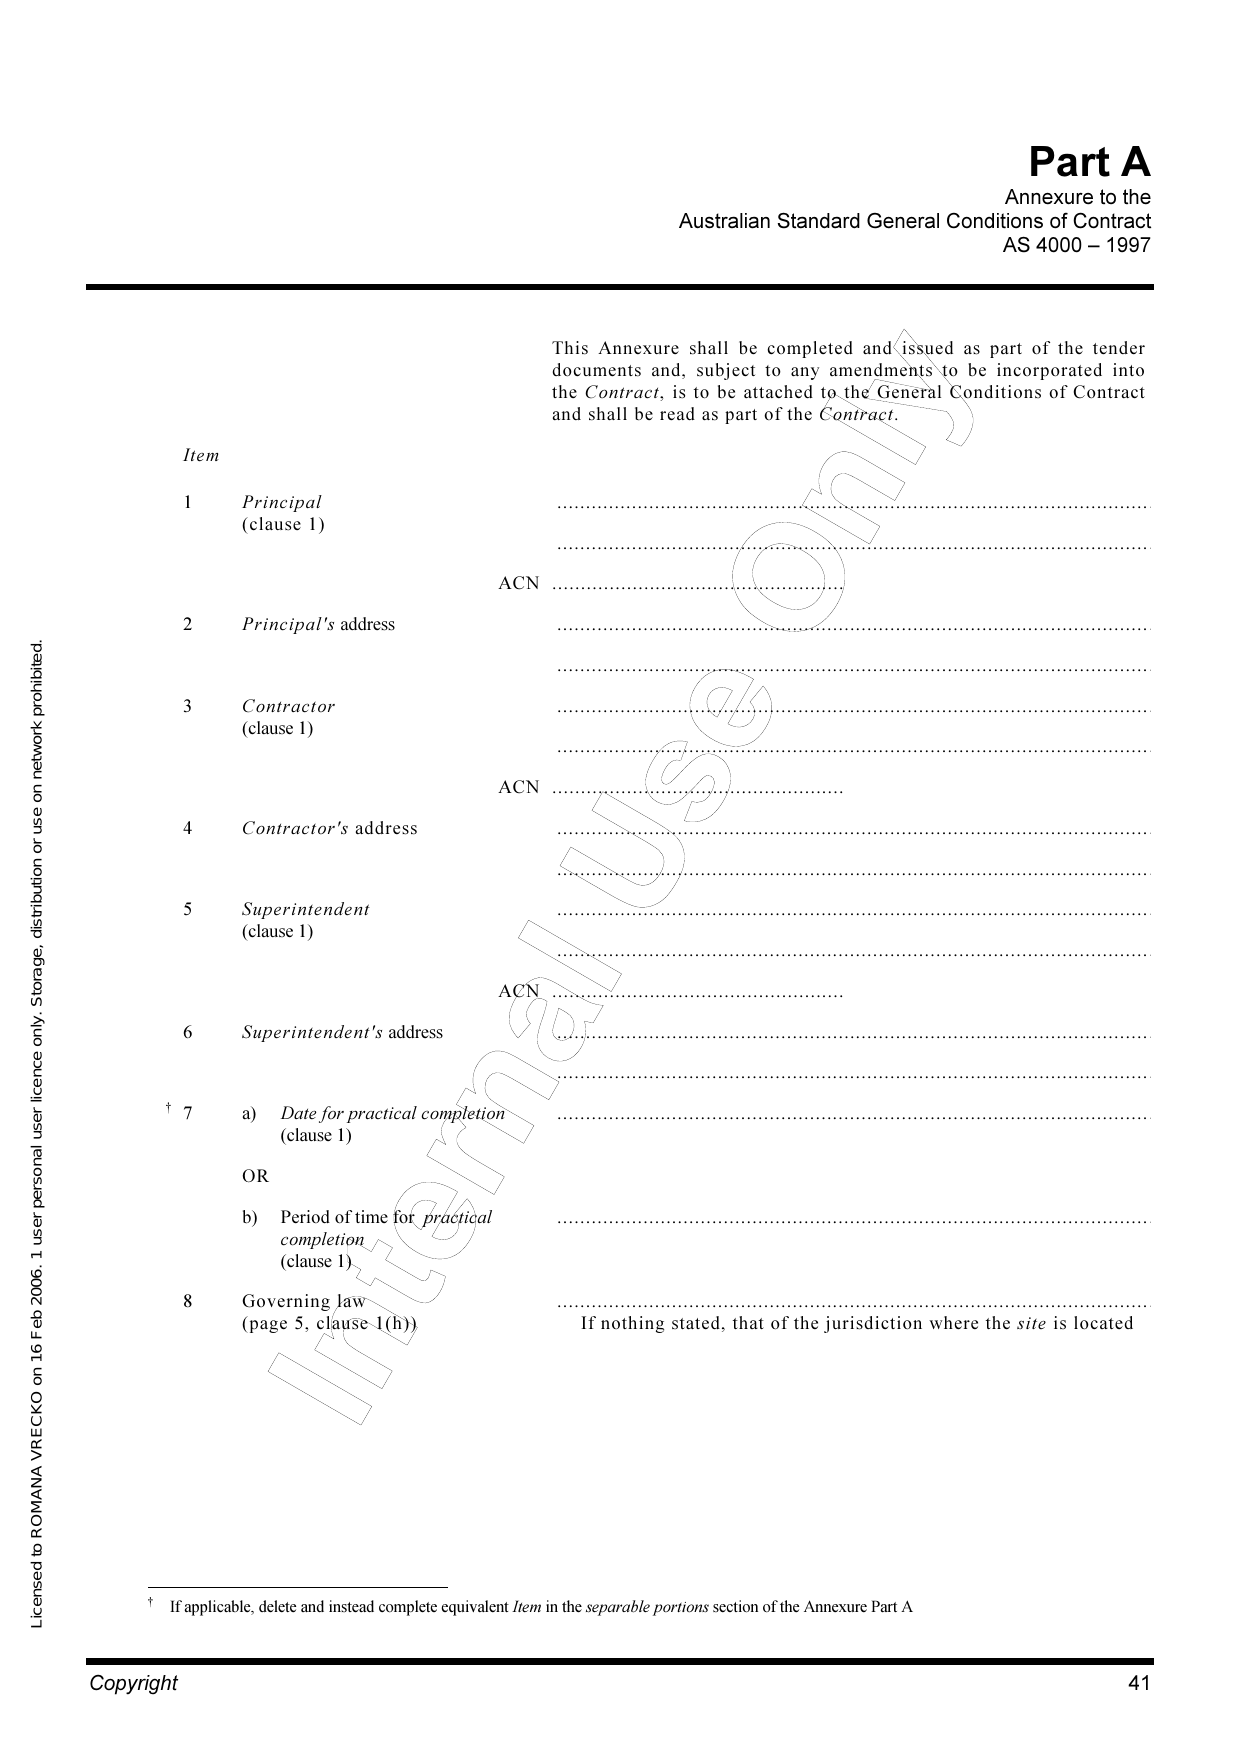 Part A
Annexure to the
Australian Standard General Conditions of Contract
AS 4000 – 1997
This Annexure shall be completed and issued as part of the tender
documents and, subject to any amendments to be incorporated into
the Contract, is to be attached to the General Conditions of Contract
and shall be read as part of the Contract.
Item
1 Principal ..........................................................................................
(clause 1)
..........................................................................................
ACN ..................................................
2 Principal's address ..........................................................................................
..........................................................................................
3 Contractor ..........................................................................................
(clause 1)
..........................................................................................
ACN ..................................................
4 Contractor's address ..........................................................................................
..........................................................................................
5 Superintendent ..........................................................................................
(clause 1)
..........................................................................................
ACN ..................................................
6 Superintendent's address ..........................................................................................
..........................................................................................
† 7 a) Date for practical completion ..........................................................................................
(clause 1)
OR
b) Period of time for practical ..........................................................................................
completion
(clause 1)
8 Governing law ..........................................................................................
(page 5, clause 1(h)) If nothing stated, that of the jurisdiction where the site is located
† If applicable, delete and instead complete equivalent Item in the separable portions section of the Annexure Part A
Copyright 41
Licensed to ROMANA VRECKO on 16 Feb 2006. 1 user personal user licence only. Storage, distribution or use on network prohibited.
Internal Use Only